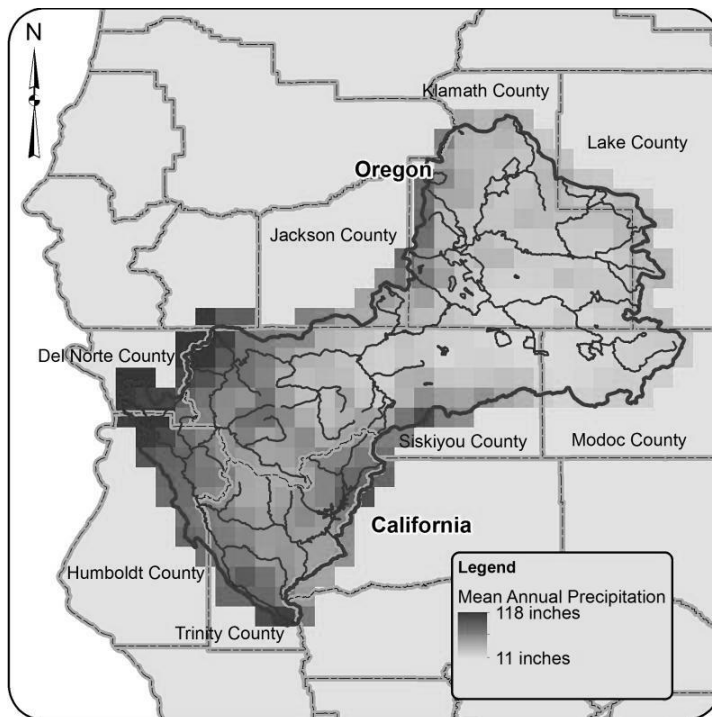 N
Klamath County
Lake County
Oregon
Jackson County
Del Norte County
Siskiyou County
Modoc County
California
Humboldt County
Trinity County
Legend
Mean Annual Precipitation
118 inches
11 inches